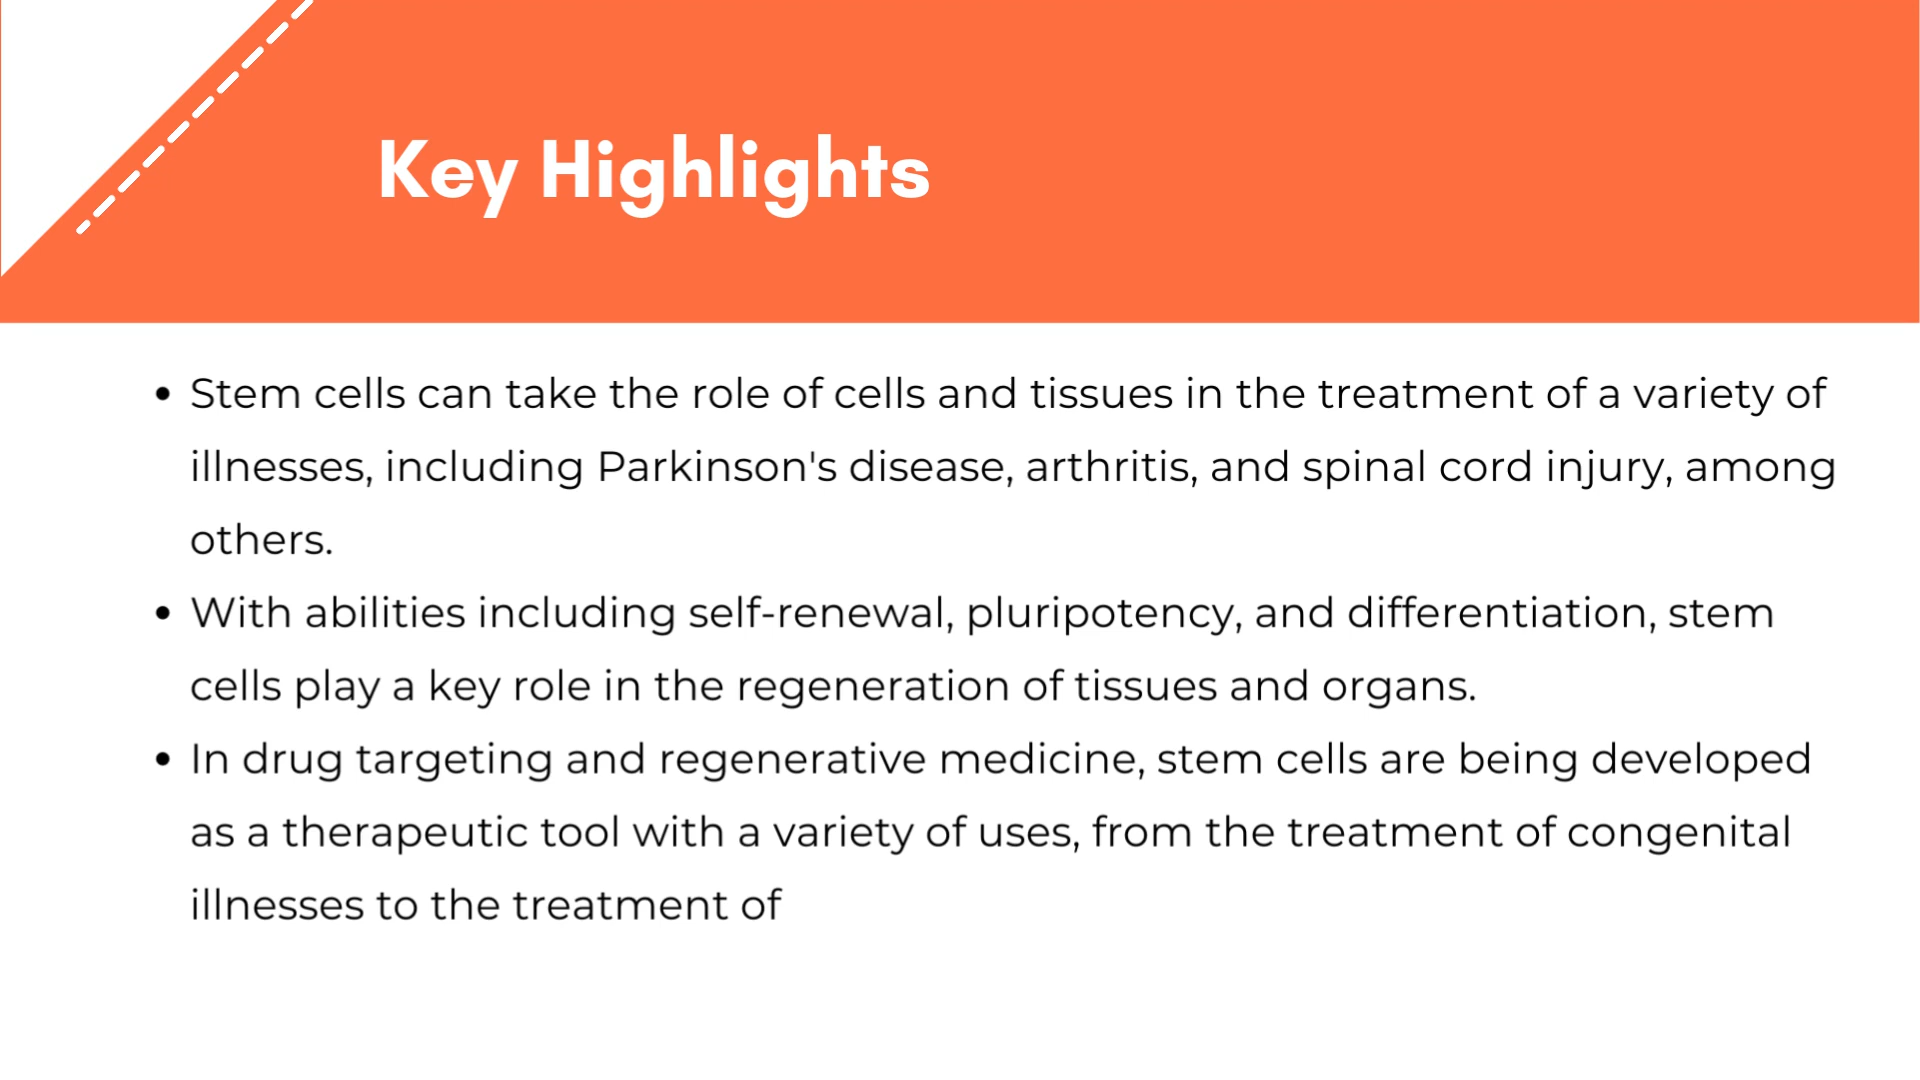 Key Highlights
• Stem cells can take the role of cells and tissues in the treatment of a variety of
illnesses, including Parkinson's disease, arthritis, and spinal cord injury, among
others.
• With abilities including self-renewal, pluripotency, and differentiation, stem
cells play a key role in the regeneration of tissues and organs.
• In drug targeting and regenerative medicine, stem cells are being developed
as a therapeutic tool with a variety of uses, from the treatment of congenital
illnesses to the treatment of